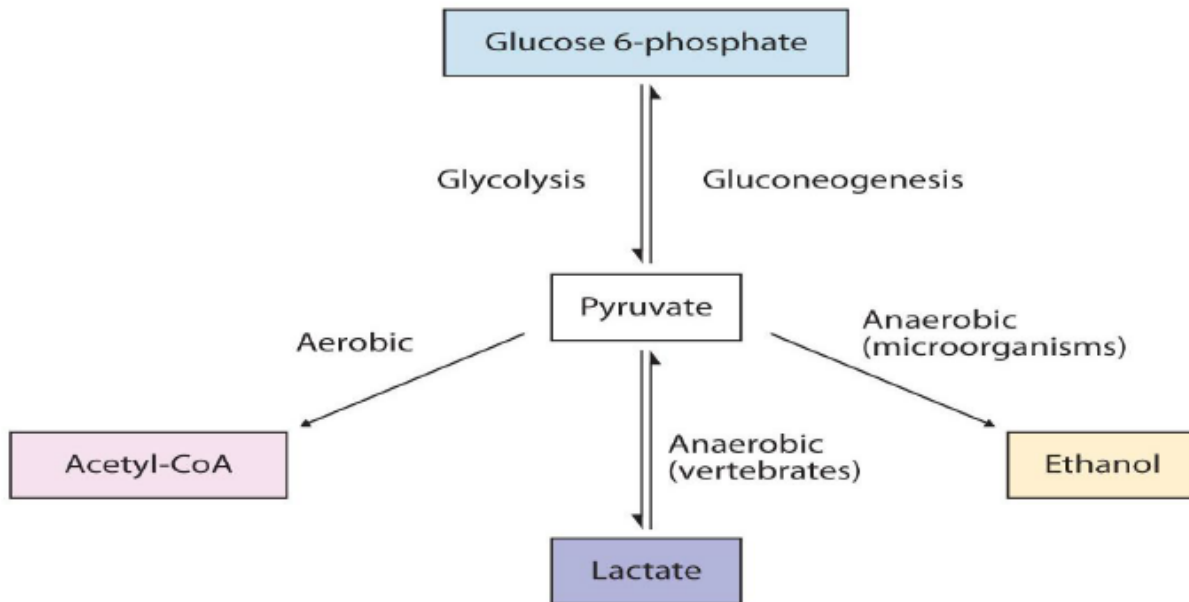 Glucose 6-phosphate
Glycolysis
Gluconeogenesis
Pyruvate
Aerobic
Anaerobic
(microorganisms)
Acetyl-CoA
Anaerobic
(vertebrates)
Ethanol
Lactate